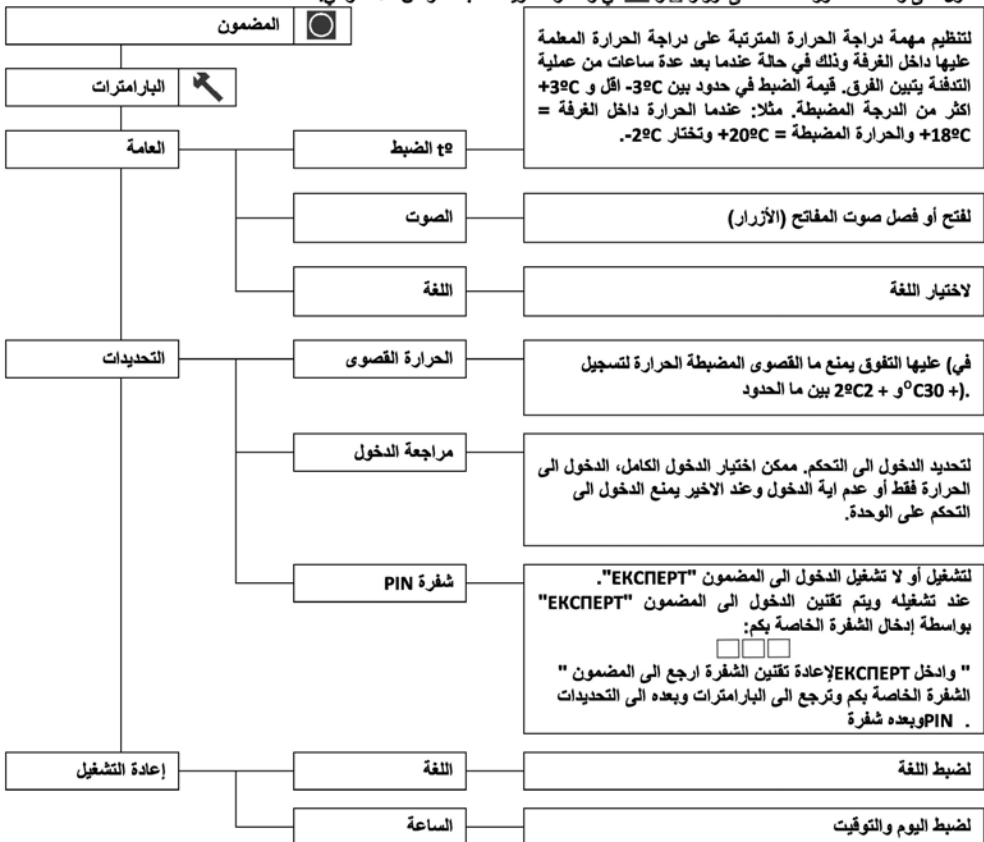 المضمون
البارامترات
العامة
tº الضبط
لتنظيم مهمة دراجة الحرارة المترتبة على دراجة الحرارة المعلمة
عليها داخل الغرفة وذلك في حالة عندما بعد عدة ساعات من عملية
التدفئة يتبين الفرق. قيمة الضبط في حدود بين 3ºC- اقل و 3ºC+
اكثر من الدرجة المضبطة. مثلا: عندما الحرارة داخل الغرفة =
18ºC+ والحرارة المضبطة = 20ºC+ وتختار 2ºC-.
الصوت
لفتح أو فصل صوت المفاتح (الأزرار)
اللغة
لاختيار اللغة
التحديدات
الحرارة القصوى
في) عليها التفوق يمنع ما القصوى المضبطة الحرارة لتسجيل
.(+ C30°و + 2ºC2 بين ما الحدود
مراجعة الدخول
لتحديد الدخول الى التحكم. ممكن اختيار الدخول الكامل، الدخول الى
الحرارة فقط أو عدم اية الدخول وعند الاخير يمنع الدخول الى
التحكم على الوحدة.
شفرة PIN
لتشغيل أو لا تشغيل الدخول الى المضمون "ЕКСПЕРТ".
عند تشغيله ويتم تقتين الدخول الى المضمون "ЕКСПЕРТ"
بواسطة إدخال الشفرة الخاصة بكم:
" وادخل ЕКСПЕРТلإعادة تقتين الشفرة ارجع الى المضمون "
الشفرة الخاصة بكم وترجع الى البارامترات وبعده الى التحديدات
. PINوبعده شفرة
إعادة التشغيل
اللغة
لضبط اللغة
الساعة
لضبط اليوم والتوقيت